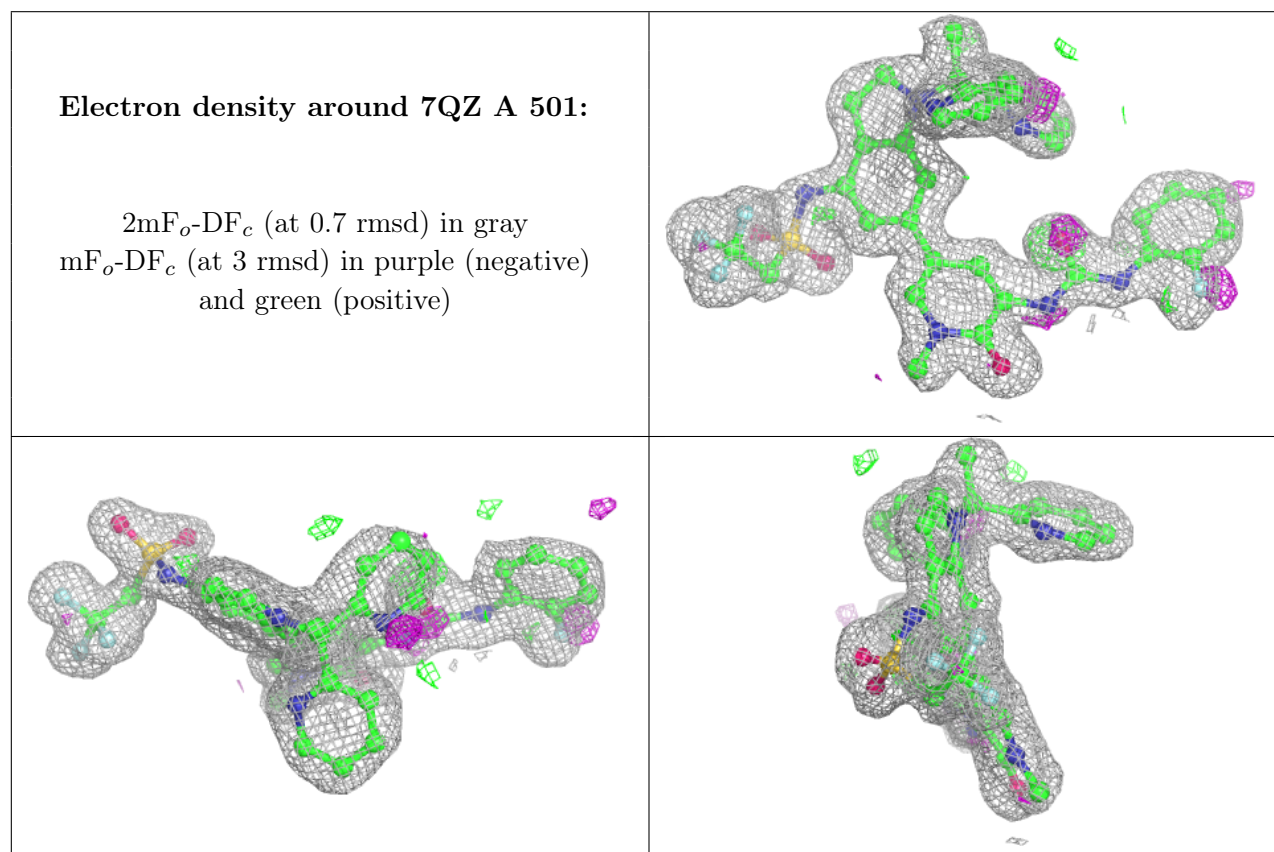 Electron density around 7QZ A 501:
2mFo-DFc (at 0.7 rmsd) in gray
mFo-DFc (at 3 rmsd) in purple (negative)
and green (positive)